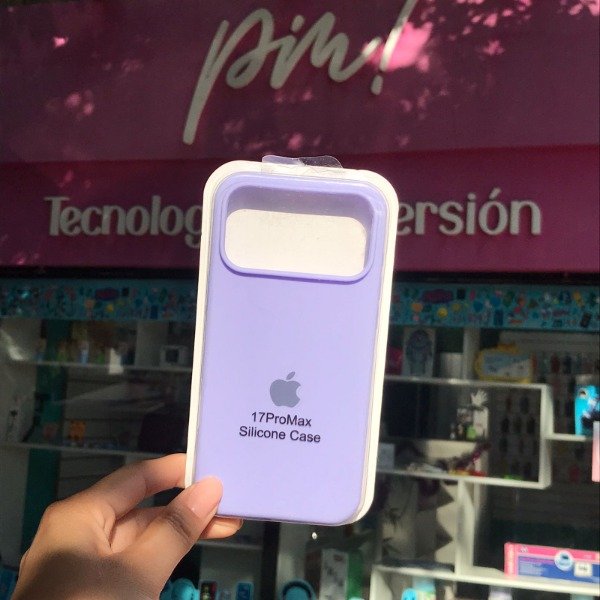 pim!
Tecnolog ersión
17ProMax
Silicone Case